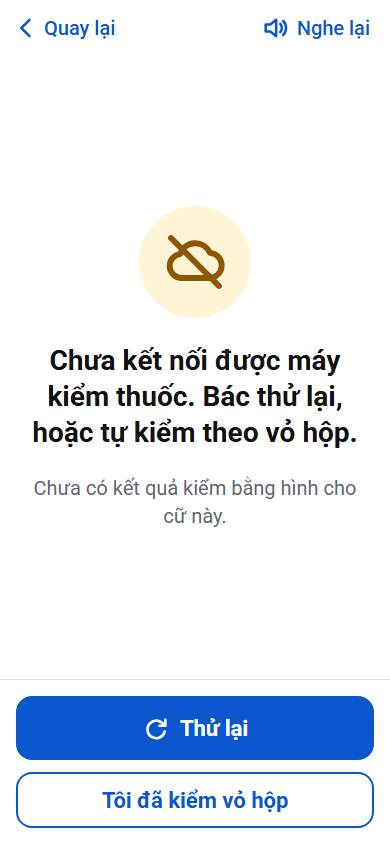 Quay lại
Nghe lại
Chưa kết nối được máy
kiểm thuốc. Bác thử lại,
hoặc tự kiểm theo vỏ hộp.
Chưa có kết quả kiểm bằng hình cho
cữ này.
Thử lại
Tôi đã kiểm vỏ hộp